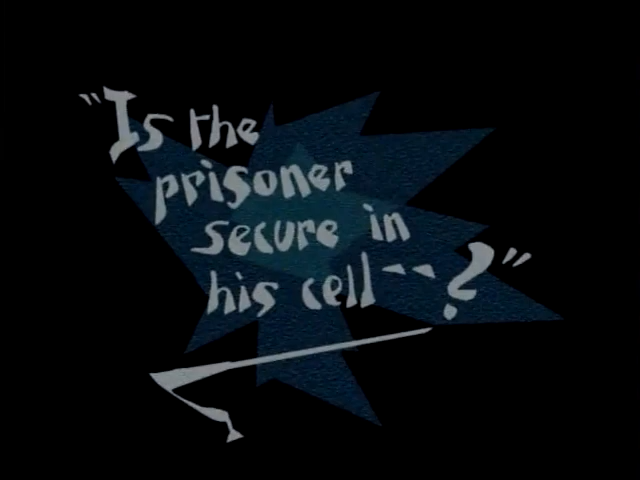 "Is the
prisoner
secure in
his cell--?"